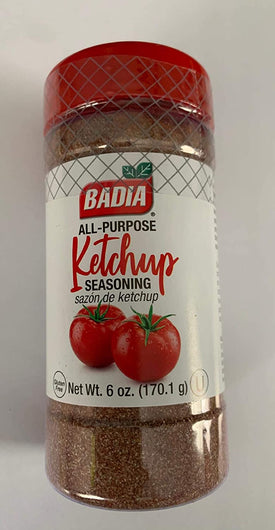 BADIA®
ALL-PURPOSE
Ketchup
SEASONING
sazón de ketchup
Gluten Free
Net Wt. 6 oz. (170.1 g)
U